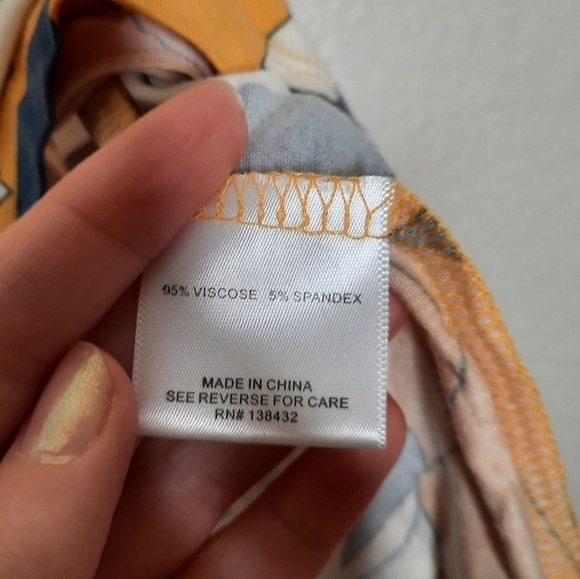 95% VISCOSE 5% SPANDEX
MADE IN CHINA
SEE REVERSE FOR CARE
RN# 138432